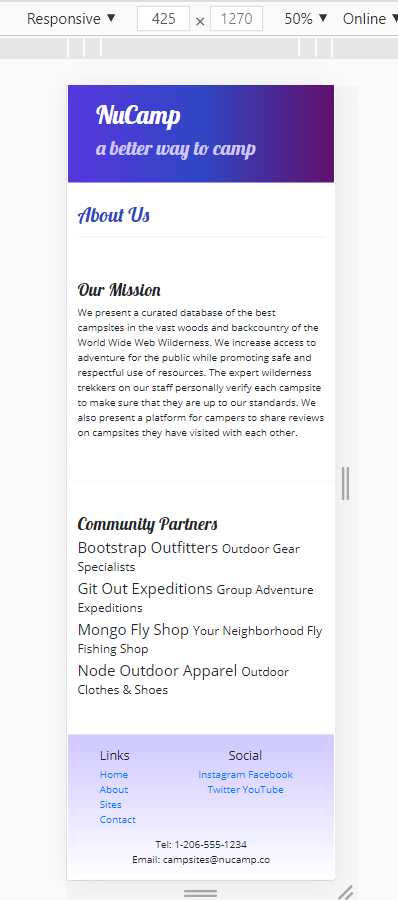 Responsive ▼ 425 × 1270 50% ▼ Online ▼
NuCamp
a better way to camp
About Us
Our Mission
We present a curated database of the best
campsites in the vast woods and backcountry of the
World Wide Web Wilderness. We increase access to
adventure for the public while promoting safe and
respectful use of resources. The expert wilderness
trekkers on our staff personally verify each campsite
to make sure that they are up to our standards. We
also present a platform for campers to share reviews
on campsites they have visited with each other.
Community Partners
Bootstrap Outfitters Outdoor Gear
Specialists
Git Out Expeditions Group Adventure
Expeditions
Mongo Fly Shop Your Neighborhood Fly
Fishing Shop
Node Outdoor Apparel Outdoor
Clothes & Shoes
Links
Home
About
Sites
Contact
Social
Instagram Facebook
Twitter YouTube
Tel: 1-206-555-1234
Email: campsites@nucamp.co